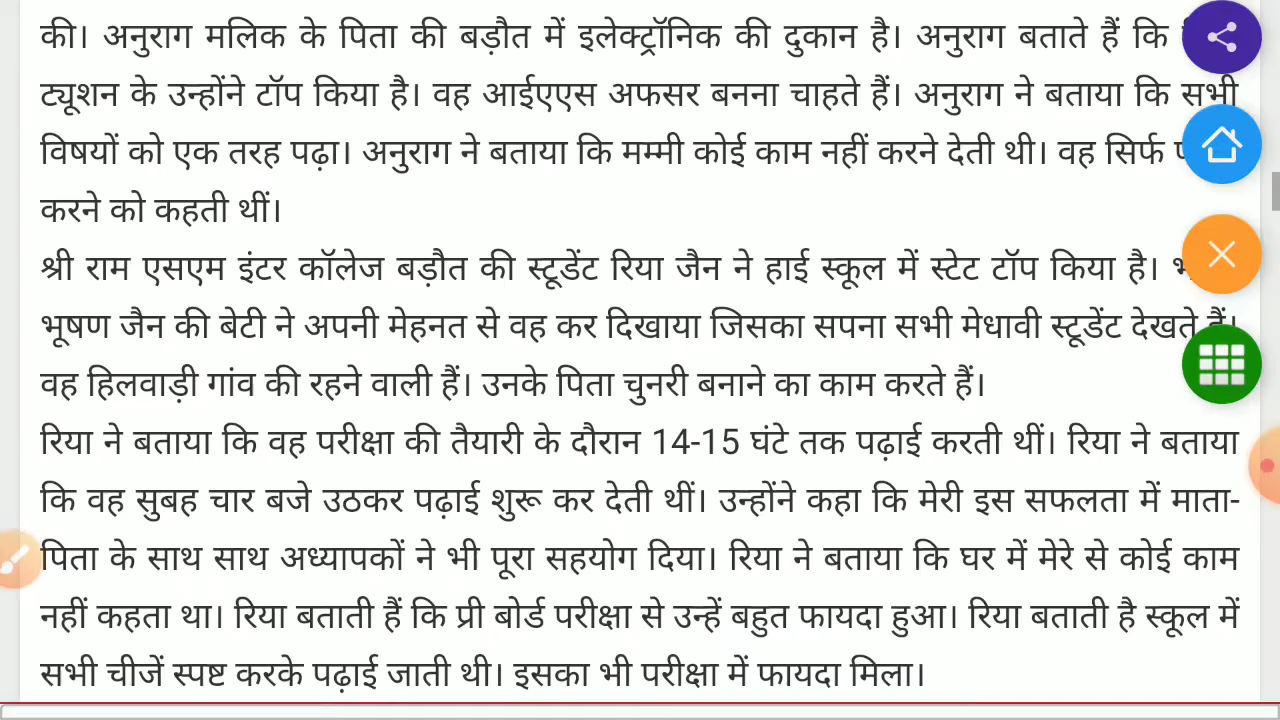 की। अनुराग मलिक के पिता की बड़ौत में इलेक्ट्रॉनिक की दुकान है। अनुराग बताते हैं कि
ट्यूशन के उन्होंने टॉप किया है। वह आईएएस अफसर बनना चाहते हैं। अनुराग ने बताया कि सभी
विषयों को एक तरह पढ़ा। अनुराग ने बताया कि मम्मी कोई काम नहीं करने देती थी। वह सिर्फ
करने को कहती थीं।
श्री राम एसएम इंटर कॉलेज बड़ौत की स्टूडेंट रिया जैन ने हाई स्कूल में स्टेट टॉप किया है।
भूषण जैन की बेटी ने अपनी मेहनत से वह कर दिखाया जिसका सपना सभी मेधावी स्टूडेंट देखते हैं।
वह हिलवाड़ी गांव की रहने वाली हैं। उनके पिता चुनरी बनाने का काम करते हैं।
रिया ने बताया कि वह परीक्षा की तैयारी के दौरान 14-15 घंटे तक पढ़ाई करती थीं। रिया ने बताया
कि वह सुबह चार बजे उठकर पढ़ाई शुरू कर देती थीं। उन्होंने कहा कि मेरी इस सफलता में माता-
पिता के साथ साथ अध्यापकों ने भी पूरा सहयोग दिया। रिया ने बताया कि घर में मेरे से कोई काम
नहीं कहता था। रिया बताती हैं कि प्री बोर्ड परीक्षा से उन्हें बहुत फायदा हुआ। रिया बताती है स्कूल में
सभी चीजें स्पष्ट करके पढ़ाई जाती थी। इसका भी परीक्षा में फायदा मिला।